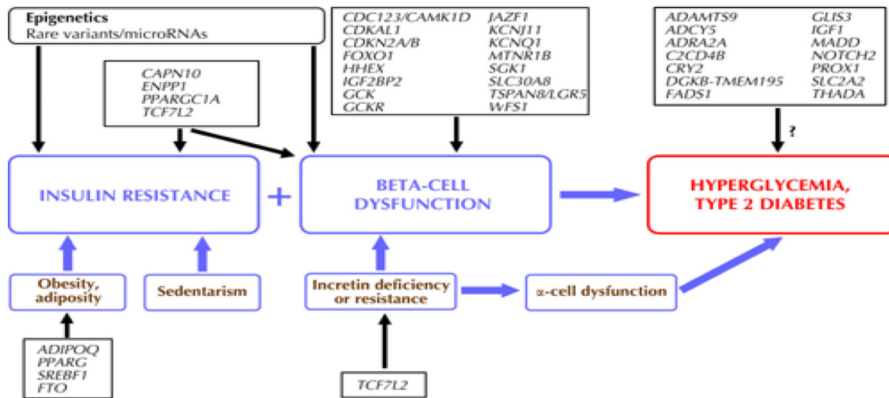 Epigenetics
Rare variants/microRNAs
CAPN10
ENPP1
PPARGC1A
TCF7L2
CDC123/CAMK1D JAZF1
CDKAL1 KCNJ11
CDKN2A/B KCNQ1
FOXO1 MTNR1B
HHEX SGK1
IGF2BP2 SLC30A8
GCK TSPAN8/LGR5
GCKR WFS1
ADAMTS9 GLIS3
ADCY5 IGF1
ADRA2A MADD
C2CD4B NOTCH2
CRY2 PROX1
DGKB-TMEM195 SLC2A2
FADS1 THADA
?
INSULIN RESISTANCE
+
BETA-CELL
DYSFUNCTION
HYPERGLYCEMIA,
TYPE 2 DIABETES
Obesity,
adiposity
Sedentarism
Incretin deficiency
or resistance
α-cell dysfunction
ADIPOQ
PPARG
SREBF1
FTO
TCF7L2